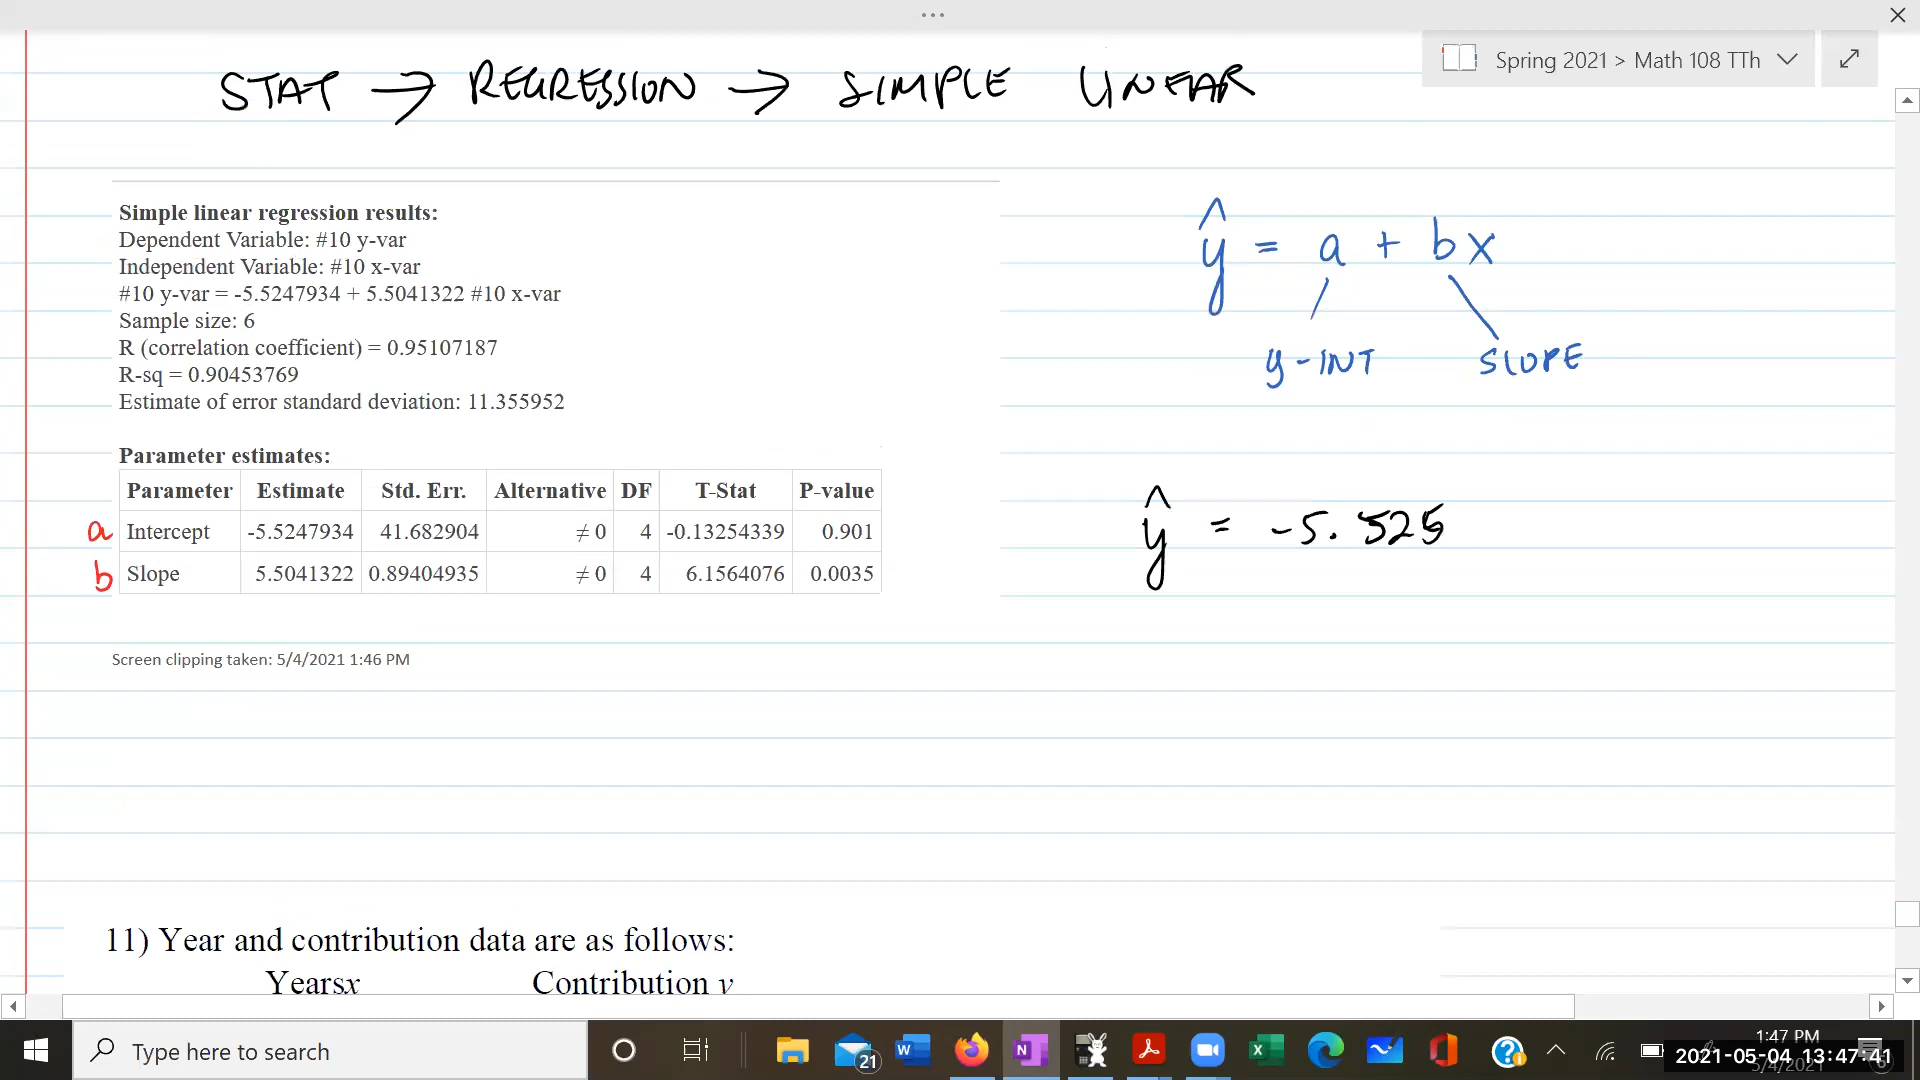 Spring 2021 > Math 108 TTh
STAT → REGRESSION → SIMPLE LINEAR
Simple linear regression results:
Dependent Variable: #10 y-var
Independent Variable: #10 x-var
#10 y-var = -5.5247934 + 5.5041322 #10 x-var
Sample size: 6
R (correlation coefficient) = 0.95107187
R-sq = 0.90453769
Estimate of error standard deviation: 11.355952
Parameter estimates:
Parameter Estimate Std. Err. Alternative DF T-Stat P-value
a Intercept -5.5247934 41.682904 ≠ 0 4 -0.13254339 0.901
b Slope 5.5041322 0.89404935 ≠ 0 4 6.1564076 0.0035
Screen clipping taken: 5/4/2021 1:46 PM
ŷ = a + bx
y-INT SLOPE
ŷ = -5.525
11) Year and contribution data are as follows:
Yearsx Contribution y
Type here to search
21
1:47 PM
2021-05-04 13:47:41